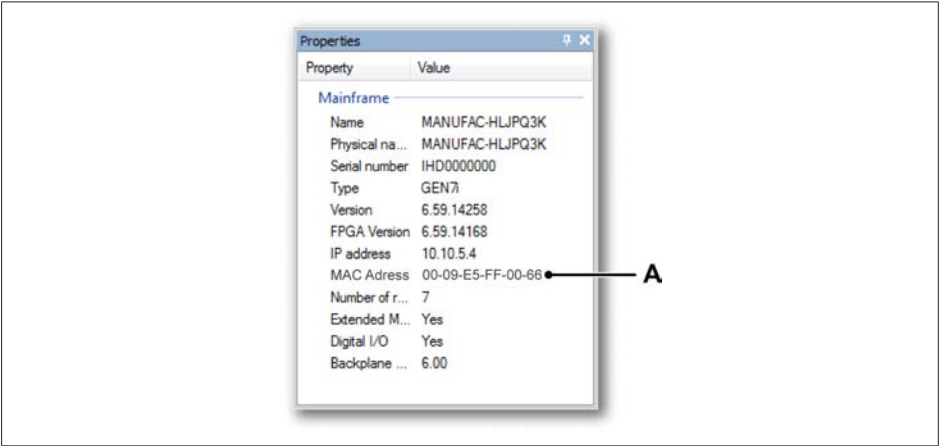 Properties
Property Value
Mainframe
Name MANUFAC-HLJPQ3K
Physical na... MANUFAC-HLJPQ3K
Serial number IHD0000000
Type GEN7i
Version 6.59.14258
FPGA Version 6.59.14168
IP address 10.10.5.4
MAC Adress 00-09-E5-FF-00-66 A
Number of r... 7
Extended M... Yes
Digital I/O Yes
Backplane ... 6.00